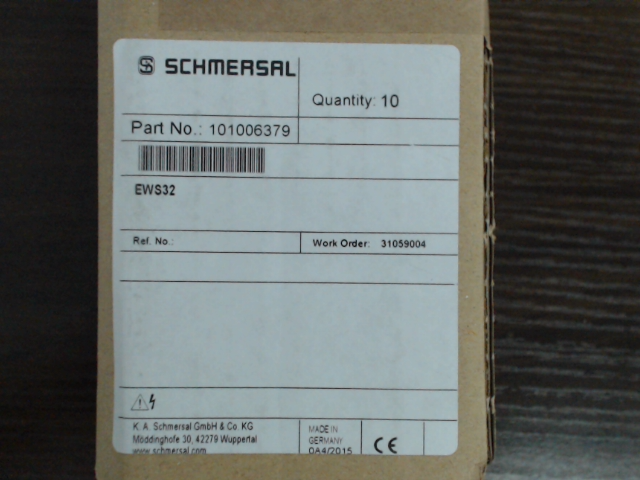 SCHMERSAL
Quantity: 10
Part No.: 101006379
EWS32
Ref. No.:
Work Order: 31059004
K. A. Schmersal GmbH & Co. KG
Möddinghofe 30, 42279 Wuppertal
www.schmersal.com
MADE IN
GERMANY
0A4/2015
CE